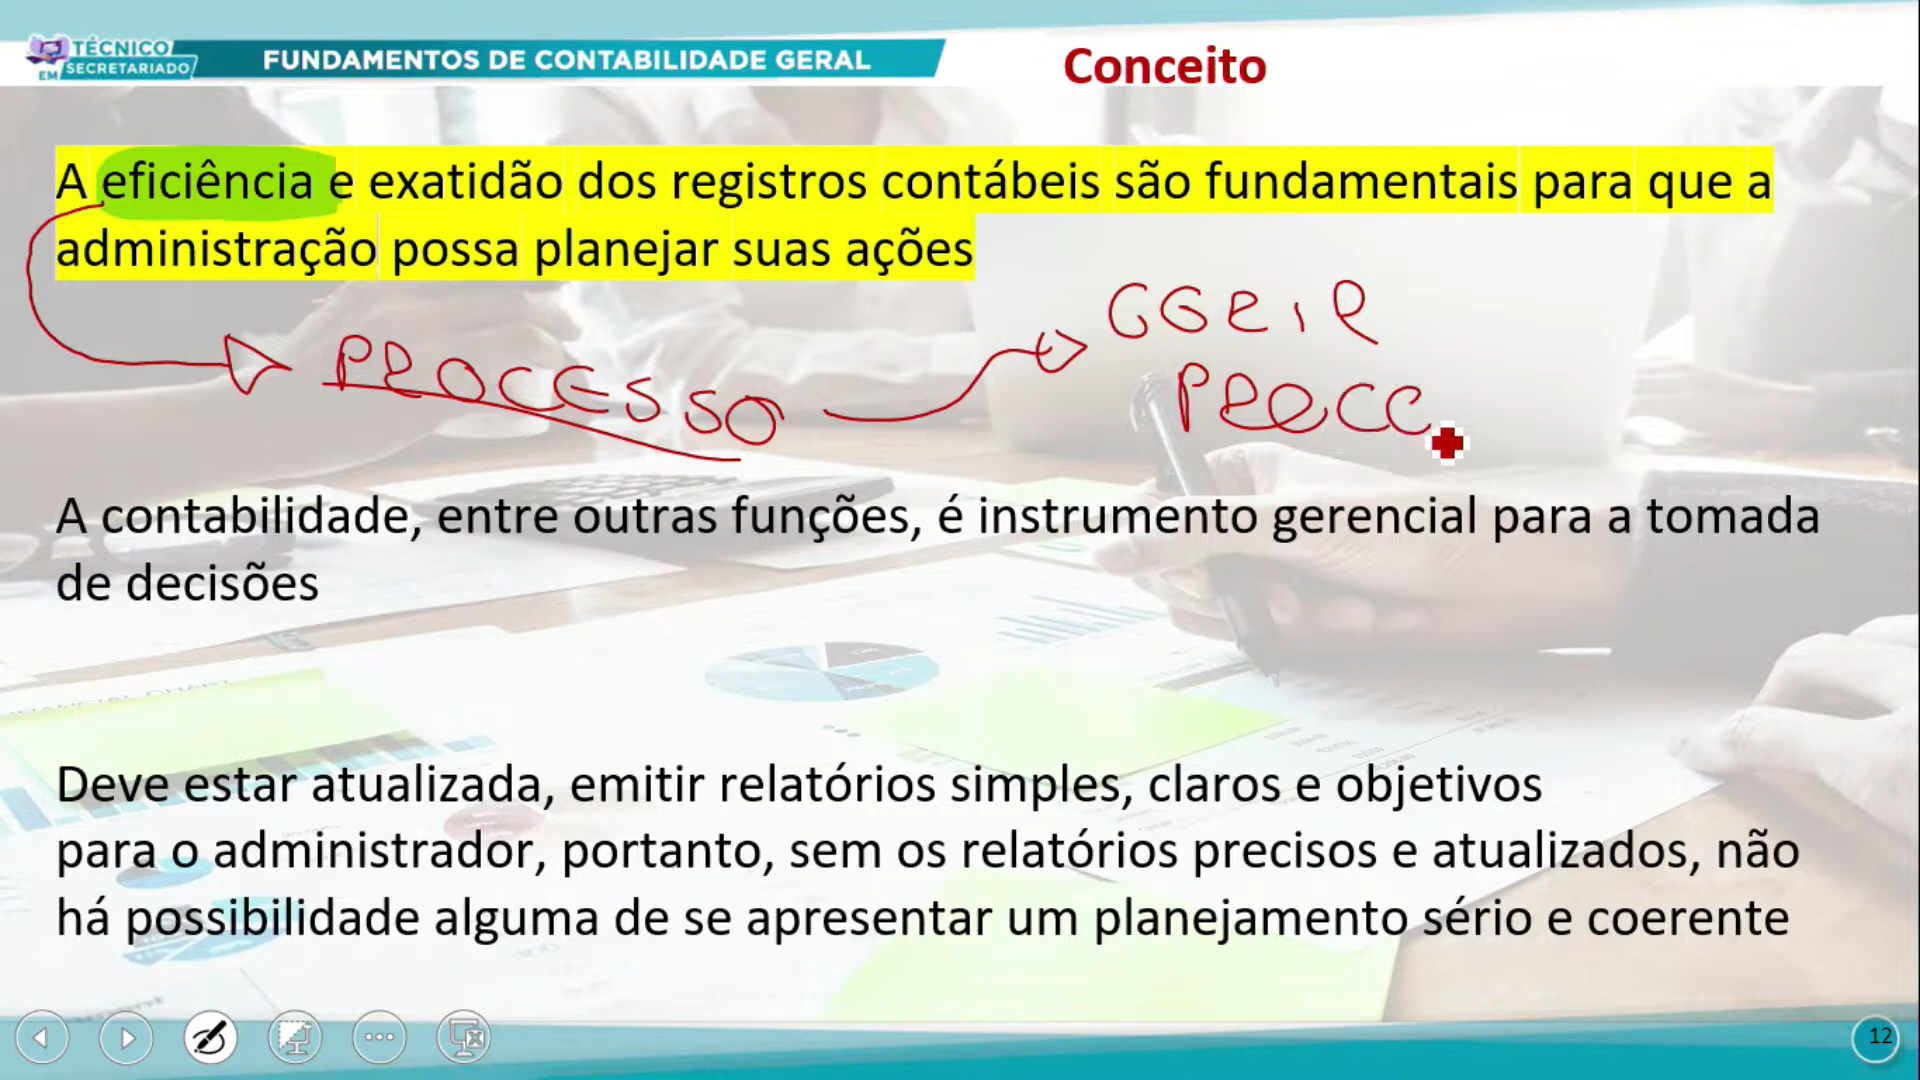 TÉCNICO
EM SECRETARIADO
FUNDAMENTOS DE CONTABILIDADE GERAL
Conceito
A eficiência e exatidão dos registros contábeis são fundamentais para que a
administração possa planejar suas ações
PROCESSO
PROCE
A contabilidade, entre outras funções, é instrumento gerencial para a tomada
de decisões
Deve estar atualizada, emitir relatórios simples, claros e objetivos
para o administrador, portanto, sem os relatórios precisos e atualizados, não
há possibilidade alguma de se apresentar um planejamento sério e coerente
12